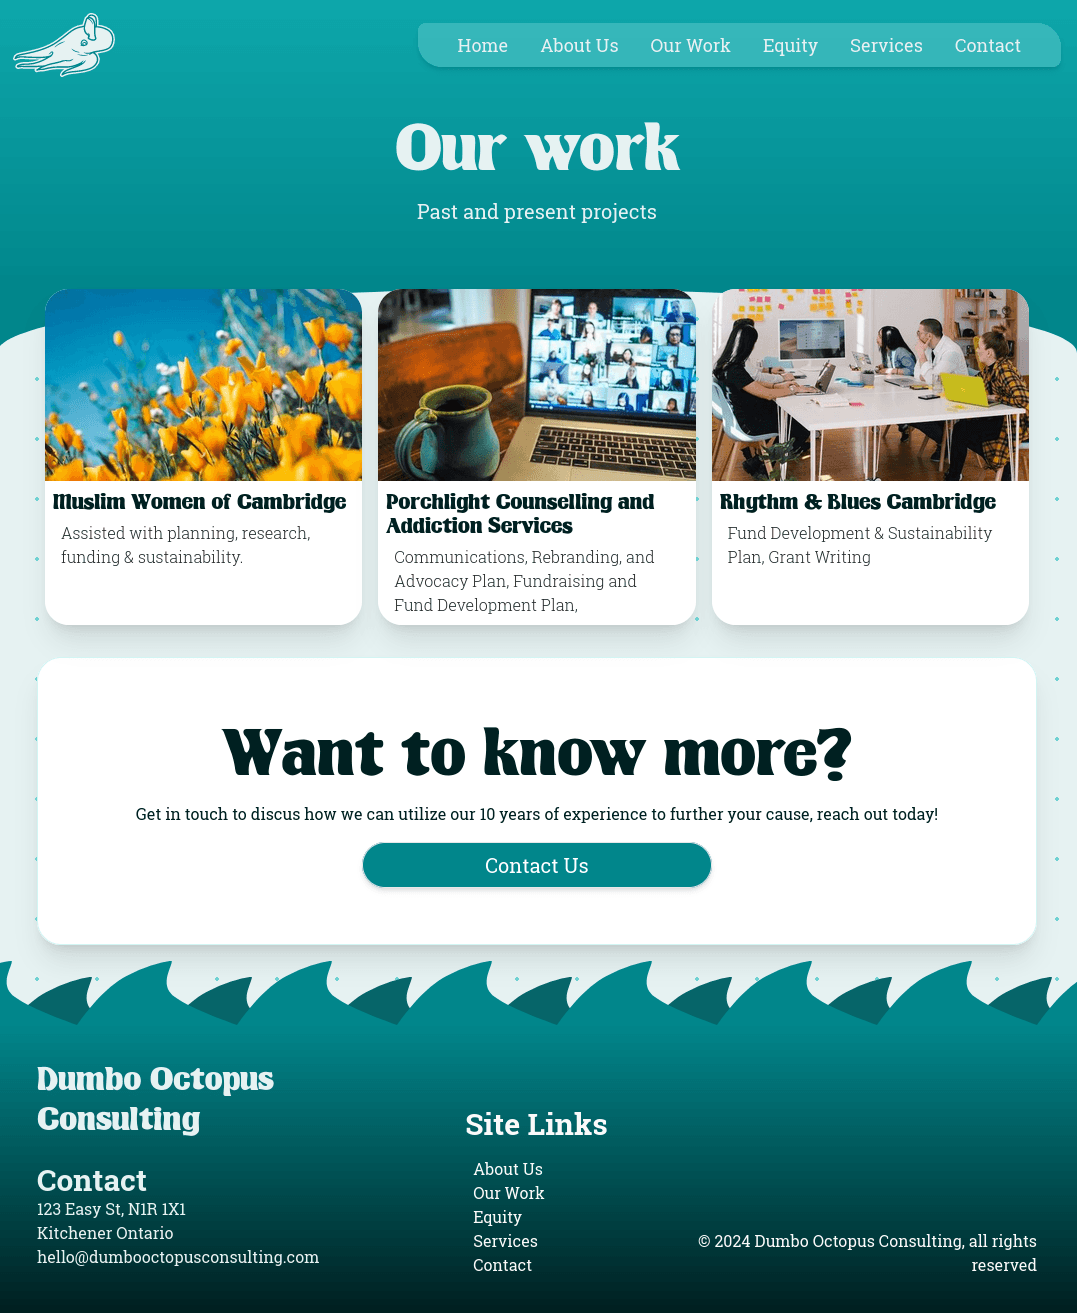 Home About Us Our Work Equity Services Contact
Our work
Past and present projects
Muslim Women of Cambridge
Assisted with planning, research,
funding & sustainability.
Porchlight Counselling and
Addiction Services
Communications, Rebranding, and
Advocacy Plan, Fundraising and
Fund Development Plan,
Rhythm & Blues Cambridge
Fund Development & Sustainability
Plan, Grant Writing
Want to know more?
Get in touch to discus how we can utilize our 10 years of experience to further your cause, reach out today!
Contact Us
Dumbo Octopus
Consulting
Contact
123 Easy St, N1R 1X1
Kitchener Ontario
hello@dumbooctopusconsulting.com
Site Links
About Us
Our Work
Equity
Services
Contact
© 2024 Dumbo Octopus Consulting, all rights
reserved